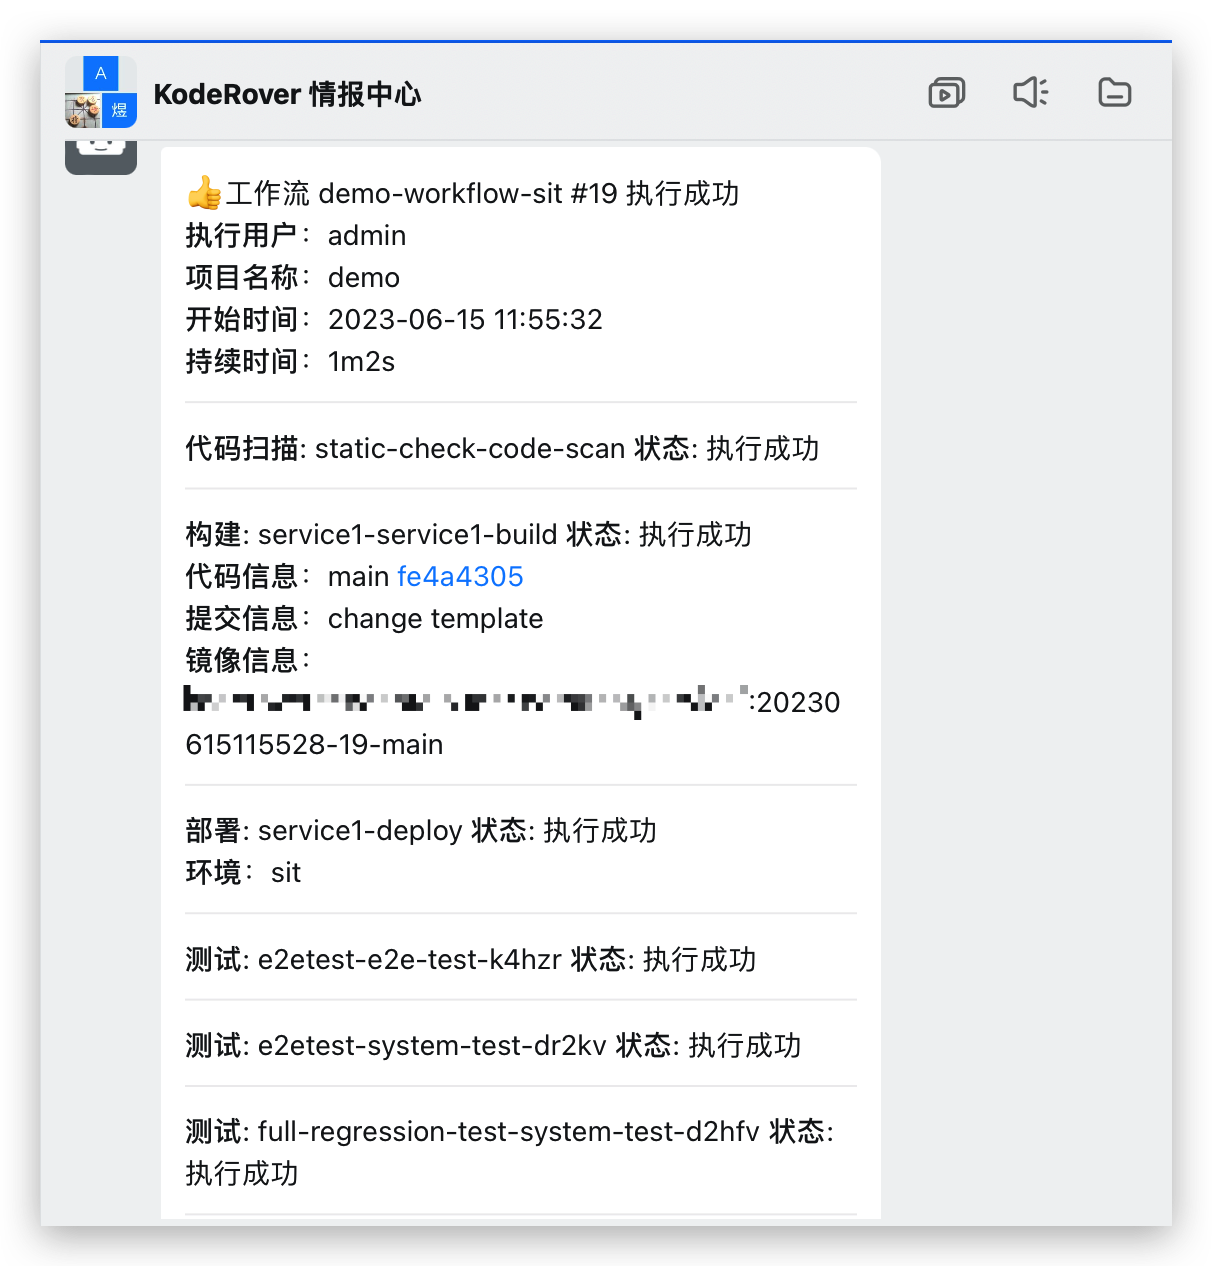 A
煜
KodeRover 情报中心
👍工作流 demo-workflow-sit #19 执行成功
执行用户：admin
项目名称：demo
开始时间：2023-06-15 11:55:32
持续时间：1m2s
代码扫描: static-check-code-scan 状态: 执行成功
构建: service1-service1-build 状态: 执行成功
代码信息：main fe4a4305
提交信息：change template
镜像信息：
:20230
615115528-19-main
部署: service1-deploy 状态: 执行成功
环境：sit
测试: e2etest-e2e-test-k4hzr 状态: 执行成功
测试: e2etest-system-test-dr2kv 状态: 执行成功
测试: full-regression-test-system-test-d2hfv 状态:
执行成功